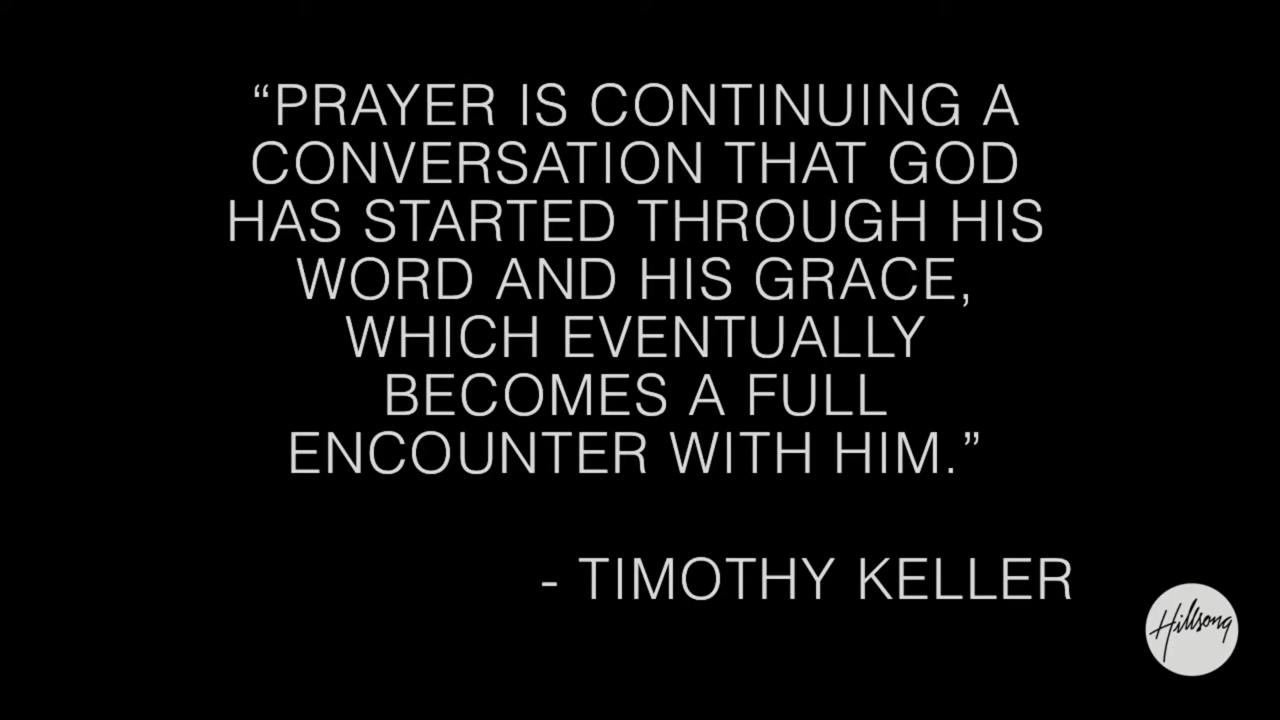 “PRAYER IS CONTINUING A
CONVERSATION THAT GOD
HAS STARTED THROUGH HIS
WORD AND HIS GRACE,
WHICH EVENTUALLY
BECOMES A FULL
ENCOUNTER WITH HIM.”
- TIMOTHY KELLER
Hillsong